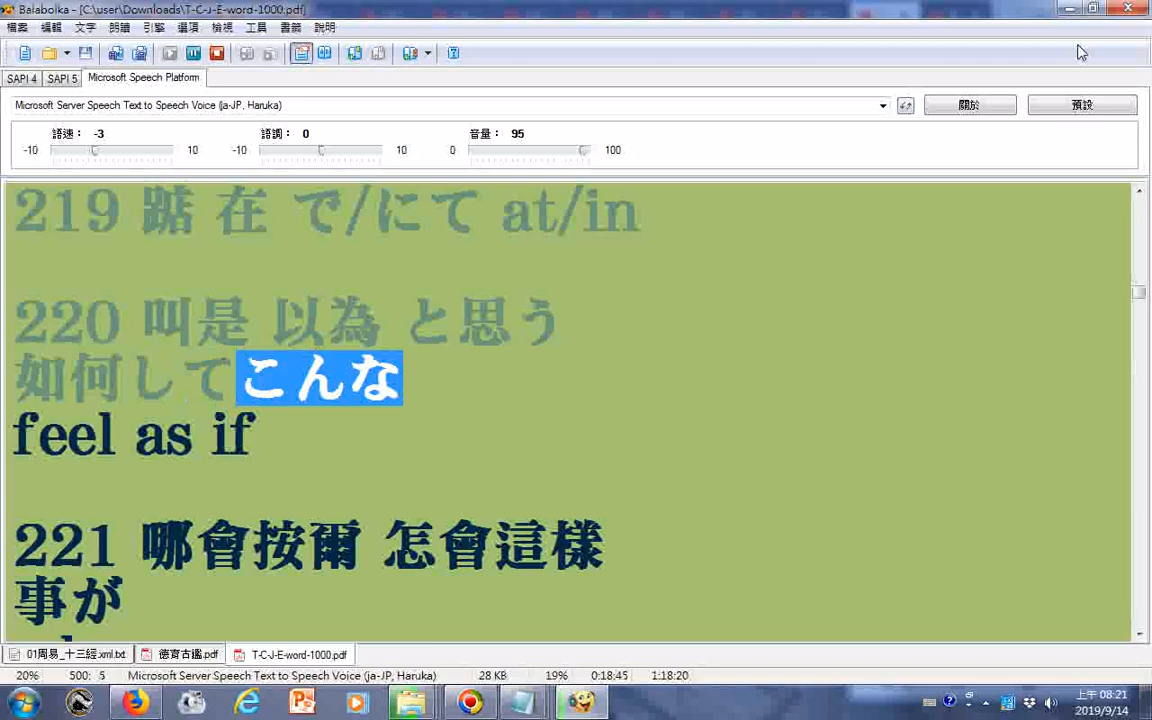 Balabolka - [C:\user\Downloads\T-C-J-E-word-1000.pdf]
檔案 編輯 文字 朗讀 引擎 選項 檢視 工具 書籤 說明
SAPI 4 SAPI 5 Microsoft Speech Platform
Microsoft Server Speech Text to Speech Voice (ja-JP, Haruka) 關於 預設
語速： -3 語調： 0 音量： 95
-10 10 -10 10 0 100
219 踮 在 で/にて at/in
220 叫是 以為 と思う
如何してこんな
feel as if
221 哪會按爾 怎會這樣
事が
01周易_十三經.xml.txt 德育古鑑.pdf T-C-J-E-word-1000.pdf
20% 500: 5 Microsoft Server Speech Text to Speech Voice (ja-JP, Haruka) 28 KB 19% 0:18:45 1:18:20
上午 08:21
2019/9/14